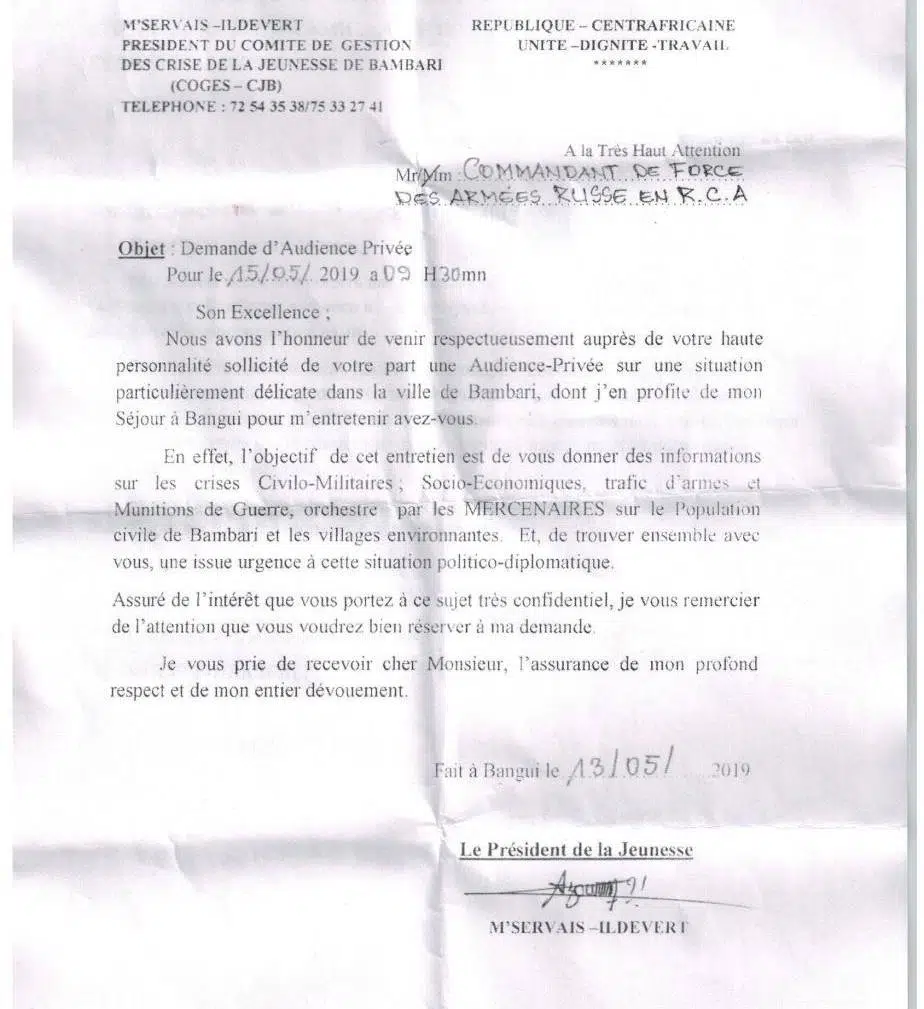 M'SERVAIS –ILDEVERT
PRESIDENT DU COMITE DE GESTION
DES CRISE DE LA JEUNESSE DE BAMBARI
(COGES – CJB)
TELEPHONE : 72 54 35 38/75 33 27 41
REPUBLIQUE – CENTRAFRICAINE
UNITE –DIGNITE -TRAVAIL
*******
A la Très Haut Attention
Mr/Mm : COMMANDANT DE FORCE
DES ARMÉES RUSSE EN R.C.A
Objet : Demande d'Audience Privée
Pour le 15/05/ 2019 a 09 H30mn
Son Excellence ;
Nous avons l'honneur de venir respectueusement auprès de votre haute
personnalité sollicité de votre part une Audience-Privée sur une situation
particulièrement délicate dans la ville de Bambari, dont j'en profite de mon
Séjour à Bangui pour m'entretenir avez-vous.
En effet, l'objectif de cet entretien est de vous donner des informations
sur les crises Civilo-Militaires ; Socio-Economiques, trafic d'armes et
Munitions de Guerre, orchestre par les MERCENAIRES sur le Population
civile de Bambari et les villages environnantes. Et, de trouver ensemble avec
vous, une issue urgence à cette situation politico-diplomatique.
Assuré de l'intérêt que vous portez à ce sujet très confidentiel, je vous remercier
de l'attention que vous voudrez bien réserver à ma demande.
Je vous prie de recevoir cher Monsieur, l'assurance de mon profond
respect et de mon entier dévouement.
Fait à Bangui le 13/05/ 2019
Le Président de la Jeunesse
M'SERVAIS –ILDEVERT